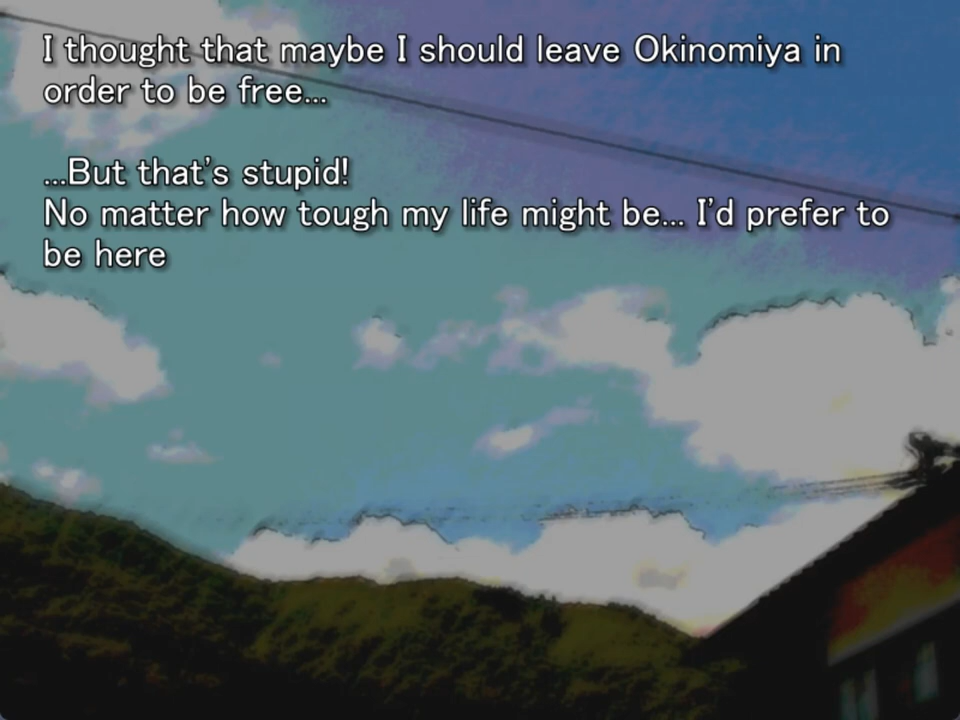 I thought that maybe I should leave Okinomiya in
order to be free...
...But that's stupid!
No matter how tough my life might be... I'd prefer to
be here